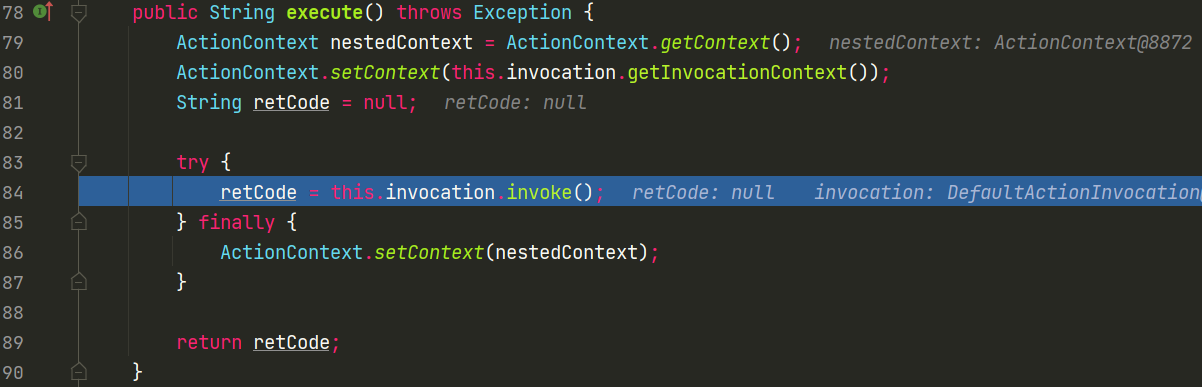 78 public String execute() throws Exception {
79 ActionContext nestedContext = ActionContext.getContext(); nestedContext: ActionContext@8872
80 ActionContext.setContext(this.invocation.getInvocationContext());
81 String retCode = null; retCode: null
82
83 try {
84 retCode = this.invocation.invoke(); retCode: null invocation: DefaultActionInvocation@
85 } finally {
86 ActionContext.setContext(nestedContext);
87 }
88
89 return retCode;
90 }